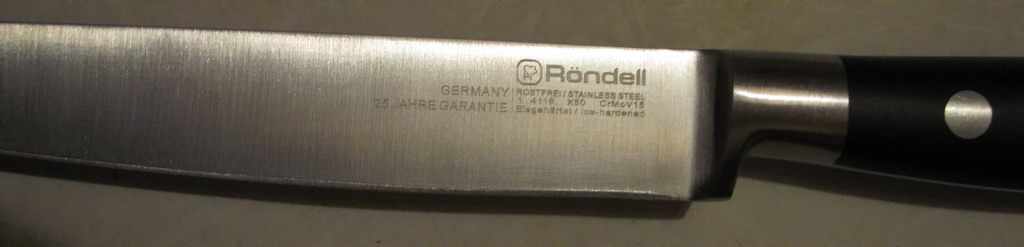 Röndell
GERMANY
25 JAHRE GARANTIE
ROSTFREI / STAINLESS STEEL
1.4116. X50 CrMoV15
Eisgehärtet / ice-hardened